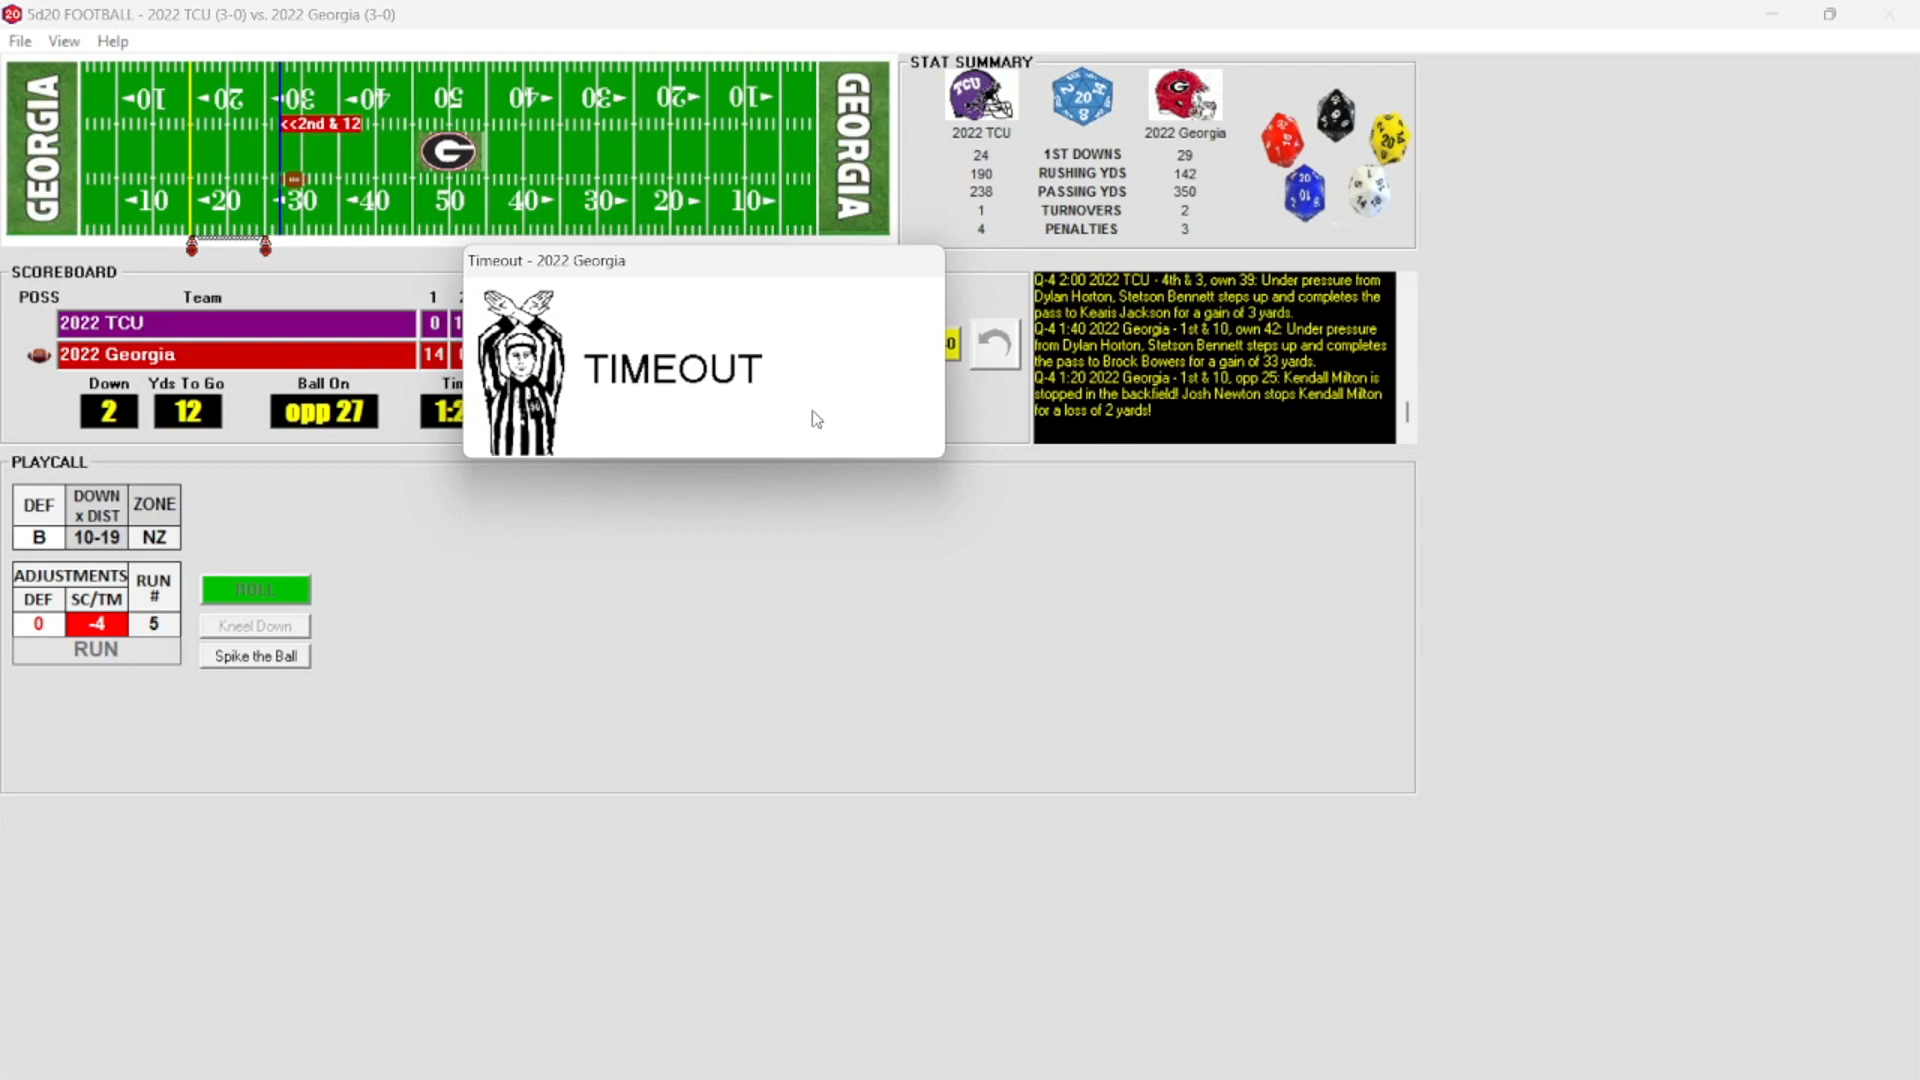 5d20 FOOTBALL - 2022 TCU (3-0) vs. 2022 Georgia (3-0)
File View Help
GEORGIA
10 20 30 40 50 40 30 20 10
<<2nd & 12
G
10 20 30 40 50 40 30 20 10
GEORGIA
STAT SUMMARY
TCU 20 G
2022 TCU 2022 Georgia
24 1ST DOWNS 29
190 RUSHING YDS 142
238 PASSING YDS 350
1 TURNOVERS 2
4 PENALTIES 3
SCOREBOARD
POSS Team 1
2022 TCU 0 1
2022 Georgia 14
Down Yds To Go Ball On
2 12 opp 27 1:2
Timeout - 2022 Georgia
TIMEOUT
Q-4 2:00 2022 TCU - 4th & 3, own 39: Under pressure from
Dylan Horton, Stetson Bennett steps up and completes the
pass to Kearis Jackson for a gain of 3 yards.
Q-4 1:40 2022 Georgia - 1st & 10, own 42: Under pressure
from Dylan Horton, Stetson Bennett steps up and completes
the pass to Brock Bowers for a gain of 33 yards.
Q-4 1:20 2022 Georgia - 1st & 10, opp 25: Kendall Milton is
stopped in the backfield! Josh Newton stops Kendall Milton
for a loss of 2 yards!
PLAYCALL
DEF DOWN x DIST ZONE
B 10-19 NZ
ADJUSTMENTS RUN #
DEF SC/TM
0 -4 5
RUN
ROLL
Kneel Down
Spike the Ball